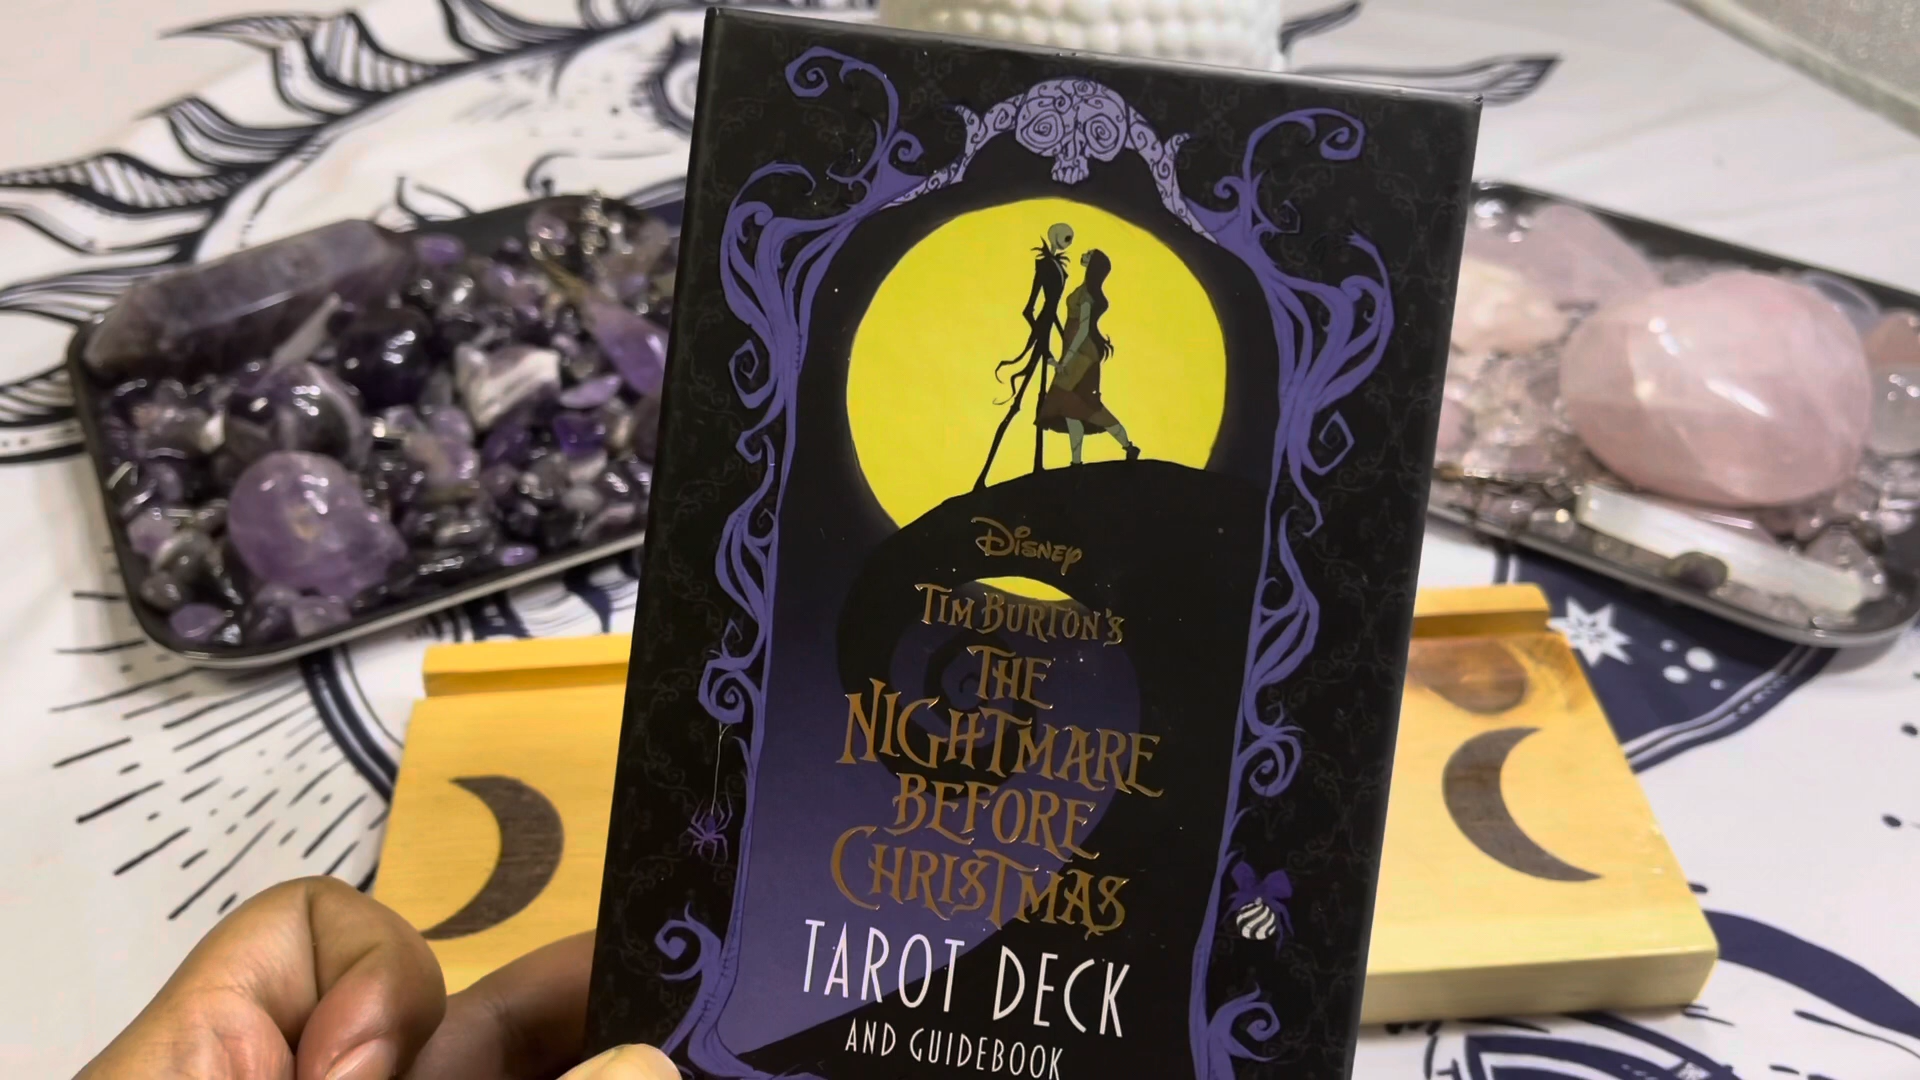 Disney
TIM BURTON'S
THE
NIGHTMARE
BEFORE
CHRISTMAS
TAROT DECK
AND GUIDEBOOK